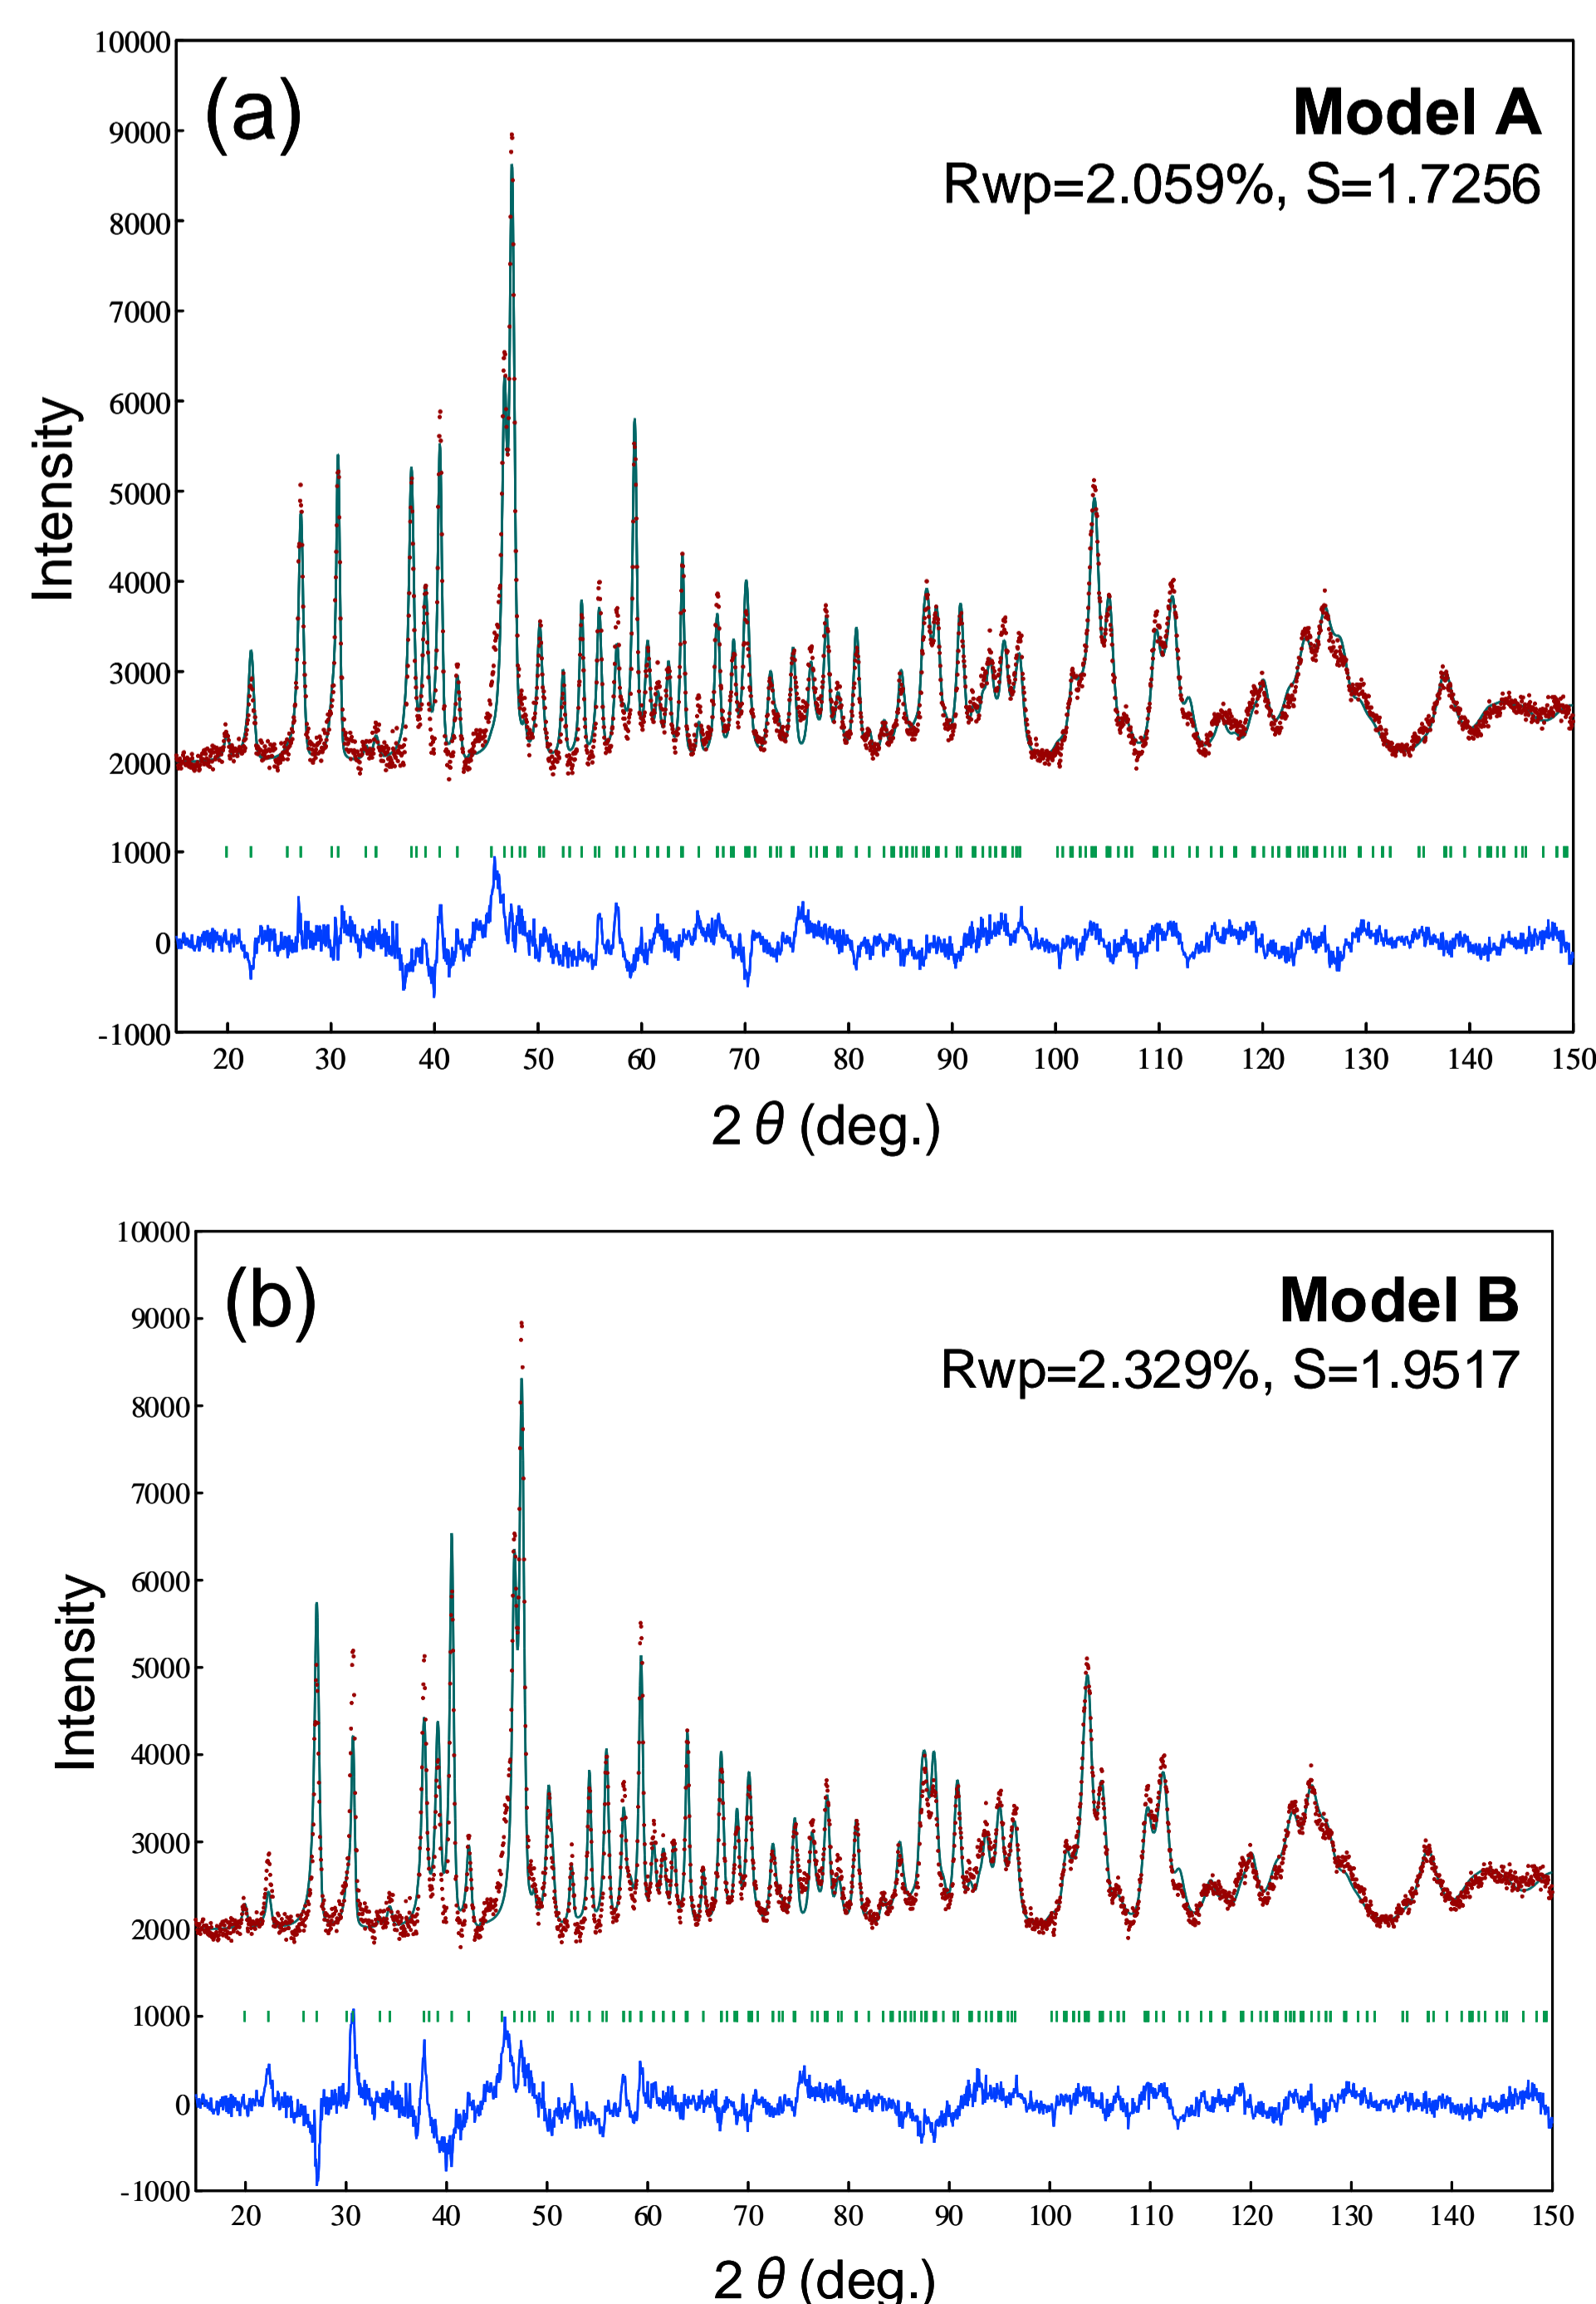 (a)
Model A
Rwp=2.059%, S=1.7256
10000
9000
8000
7000
6000
5000
4000
3000
2000
1000
0
-1000
Intensity
20 30 40 50 60 70 80 90 100 110 120 130 140 150
2 θ (deg.)
(b)
Model B
Rwp=2.329%, S=1.9517
10000
9000
8000
7000
6000
5000
4000
3000
2000
1000
0
-1000
Intensity
20 30 40 50 60 70 80 90 100 110 120 130 140 150
2 θ (deg.)